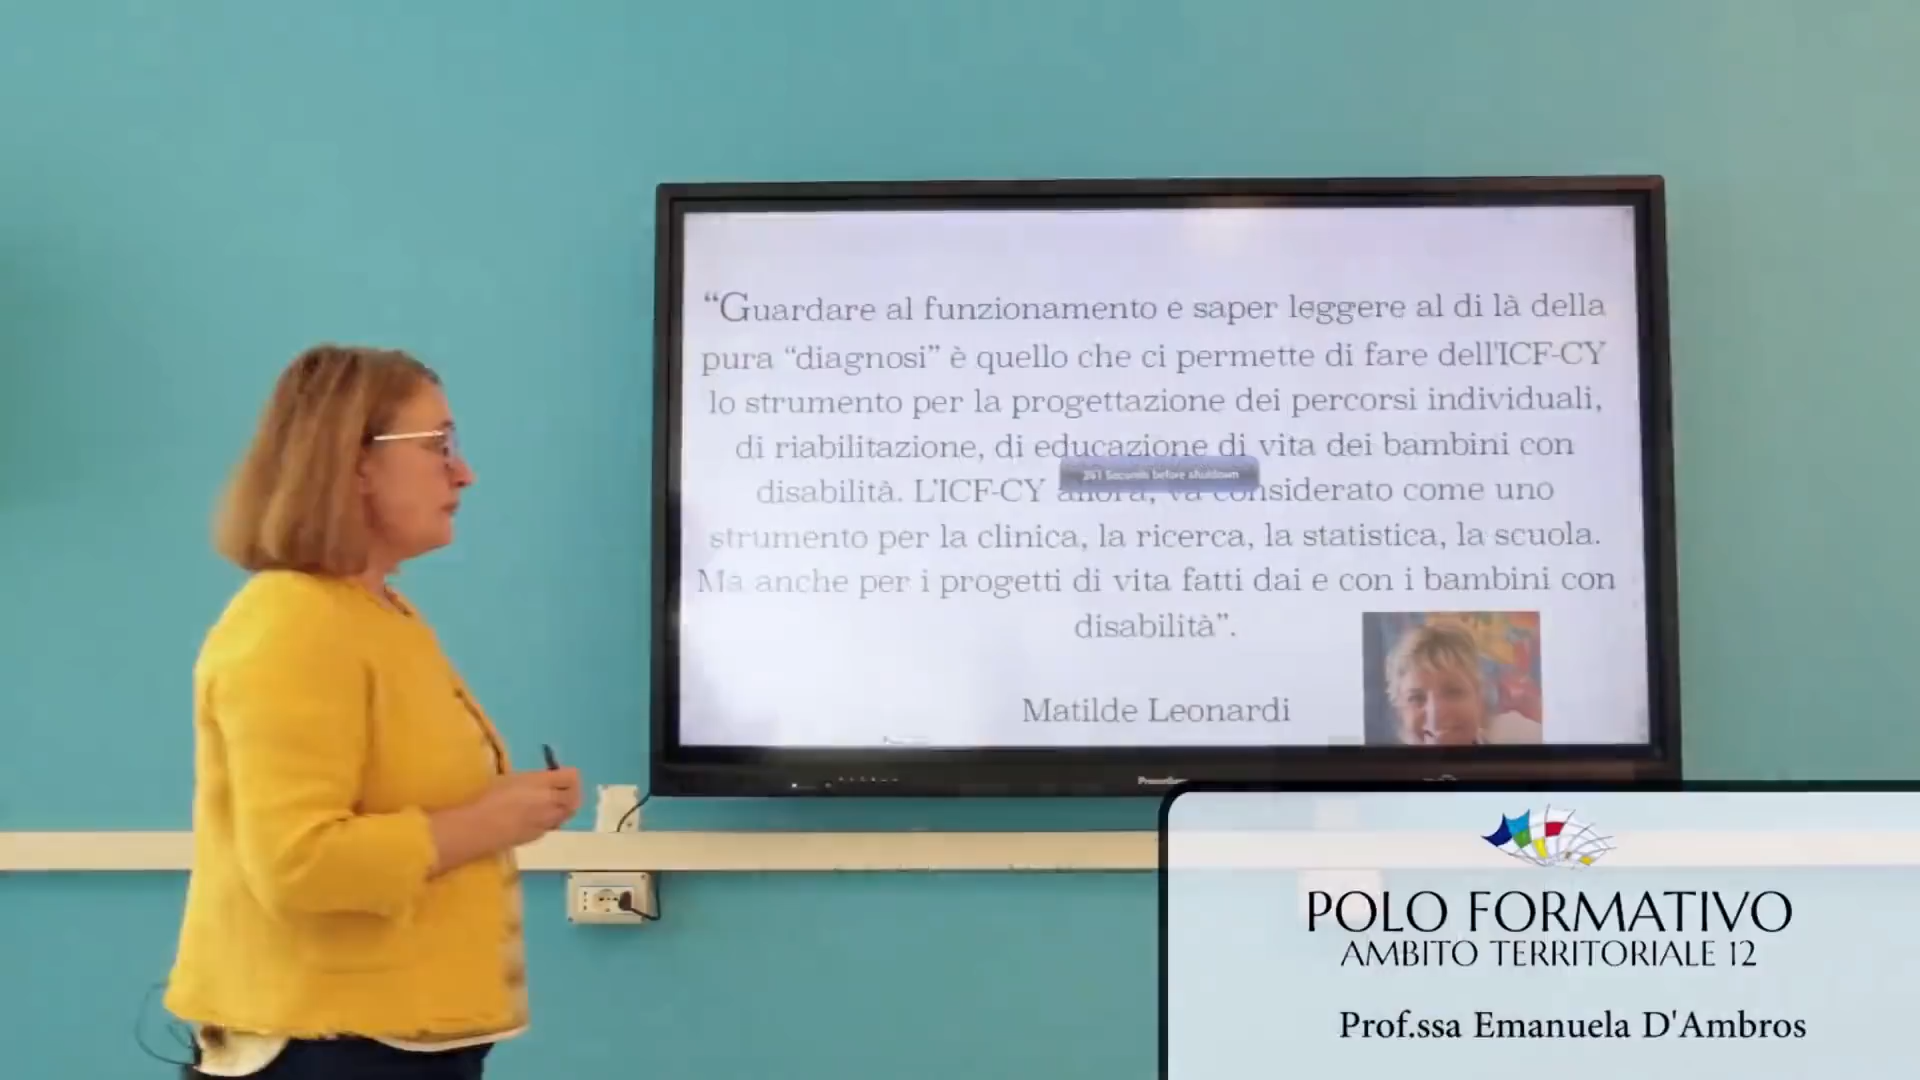 “Guardare al funzionamento e saper leggere al di là della
pura “diagnosi” è quello che ci permette di fare dell'ICF-CY
lo strumento per la progettazione dei percorsi individuali,
di riabilitazione, di educazione di vita dei bambini con
261 Seconds before shutdown
disabilità. L'ICF-CY allora, va considerato come uno
strumento per la clinica, la ricerca, la statistica, la scuola.
Ma anche per i progetti di vita fatti dai e con i bambini con
disabilità”.
Matilde Leonardi
POLO FORMATIVO
AMBITO TERRITORIALE 12
Prof.ssa Emanuela D'Ambros